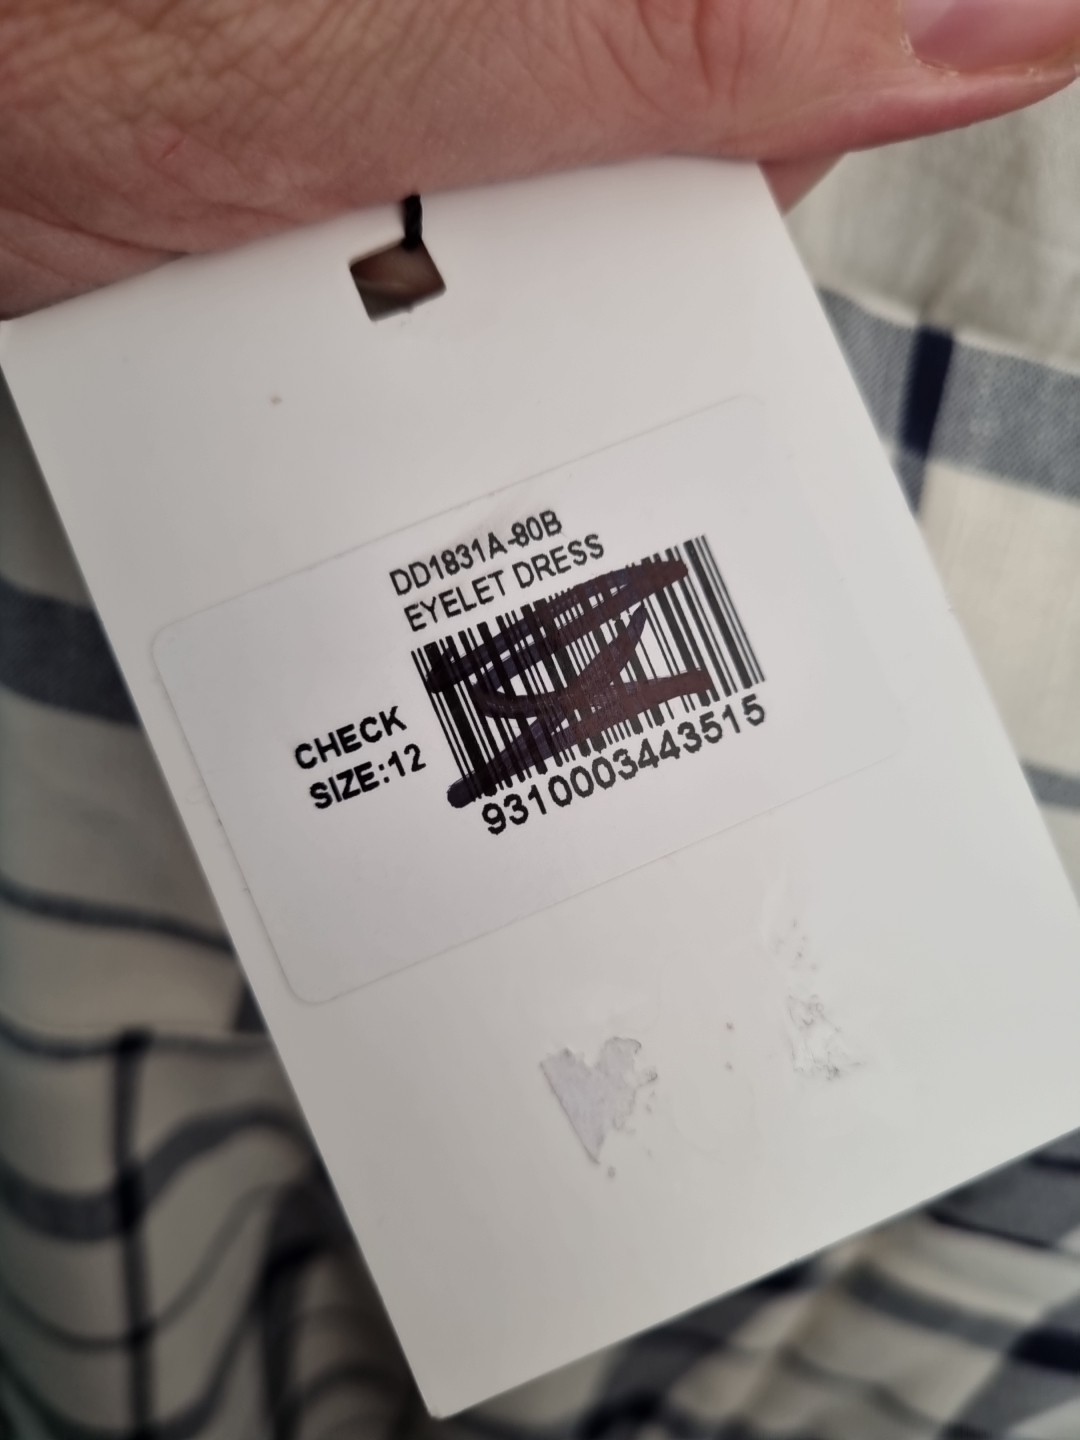 DD1831A-80B
EYELET DRESS
CHECK
SIZE:12
9310003443515